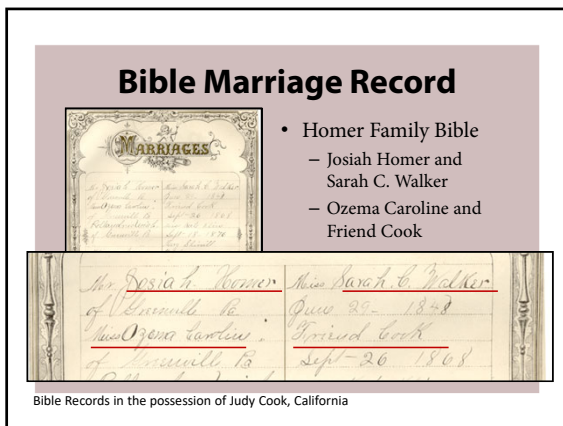 Bible Marriage Record
MARRIAGES
• Homer Family Bible
– Josiah Homer and
Sarah C. Walker
– Ozema Caroline and
Friend Cook
Mr. Josiah Homer Miss Sarah. C. Walker
of Greenville Pa June 29 - 1848
Miss Ozema Caroline. Friend Cook
of Greenville Pa Sept - 26 1868
Bible Records in the possession of Judy Cook, California